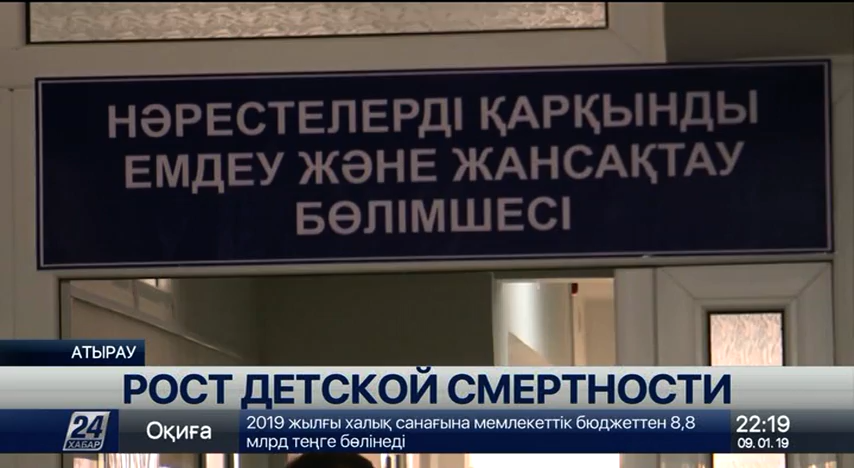 НӘРЕСТЕЛЕРДІ ҚАРҚЫНДЫ
ЕМДЕУ ЖӘНЕ ЖАНСАҚТАУ
БӨЛІМШЕСІ
АТЫРАУ
РОСТ ДЕТСКОЙ СМЕРТНОСТИ
24
ХАБАР
Оқиға
2019 жылғы халық санағына мемлекеттік бюджеттен 8,8
млрд теңге бөлінеді
22:19
09.01.19